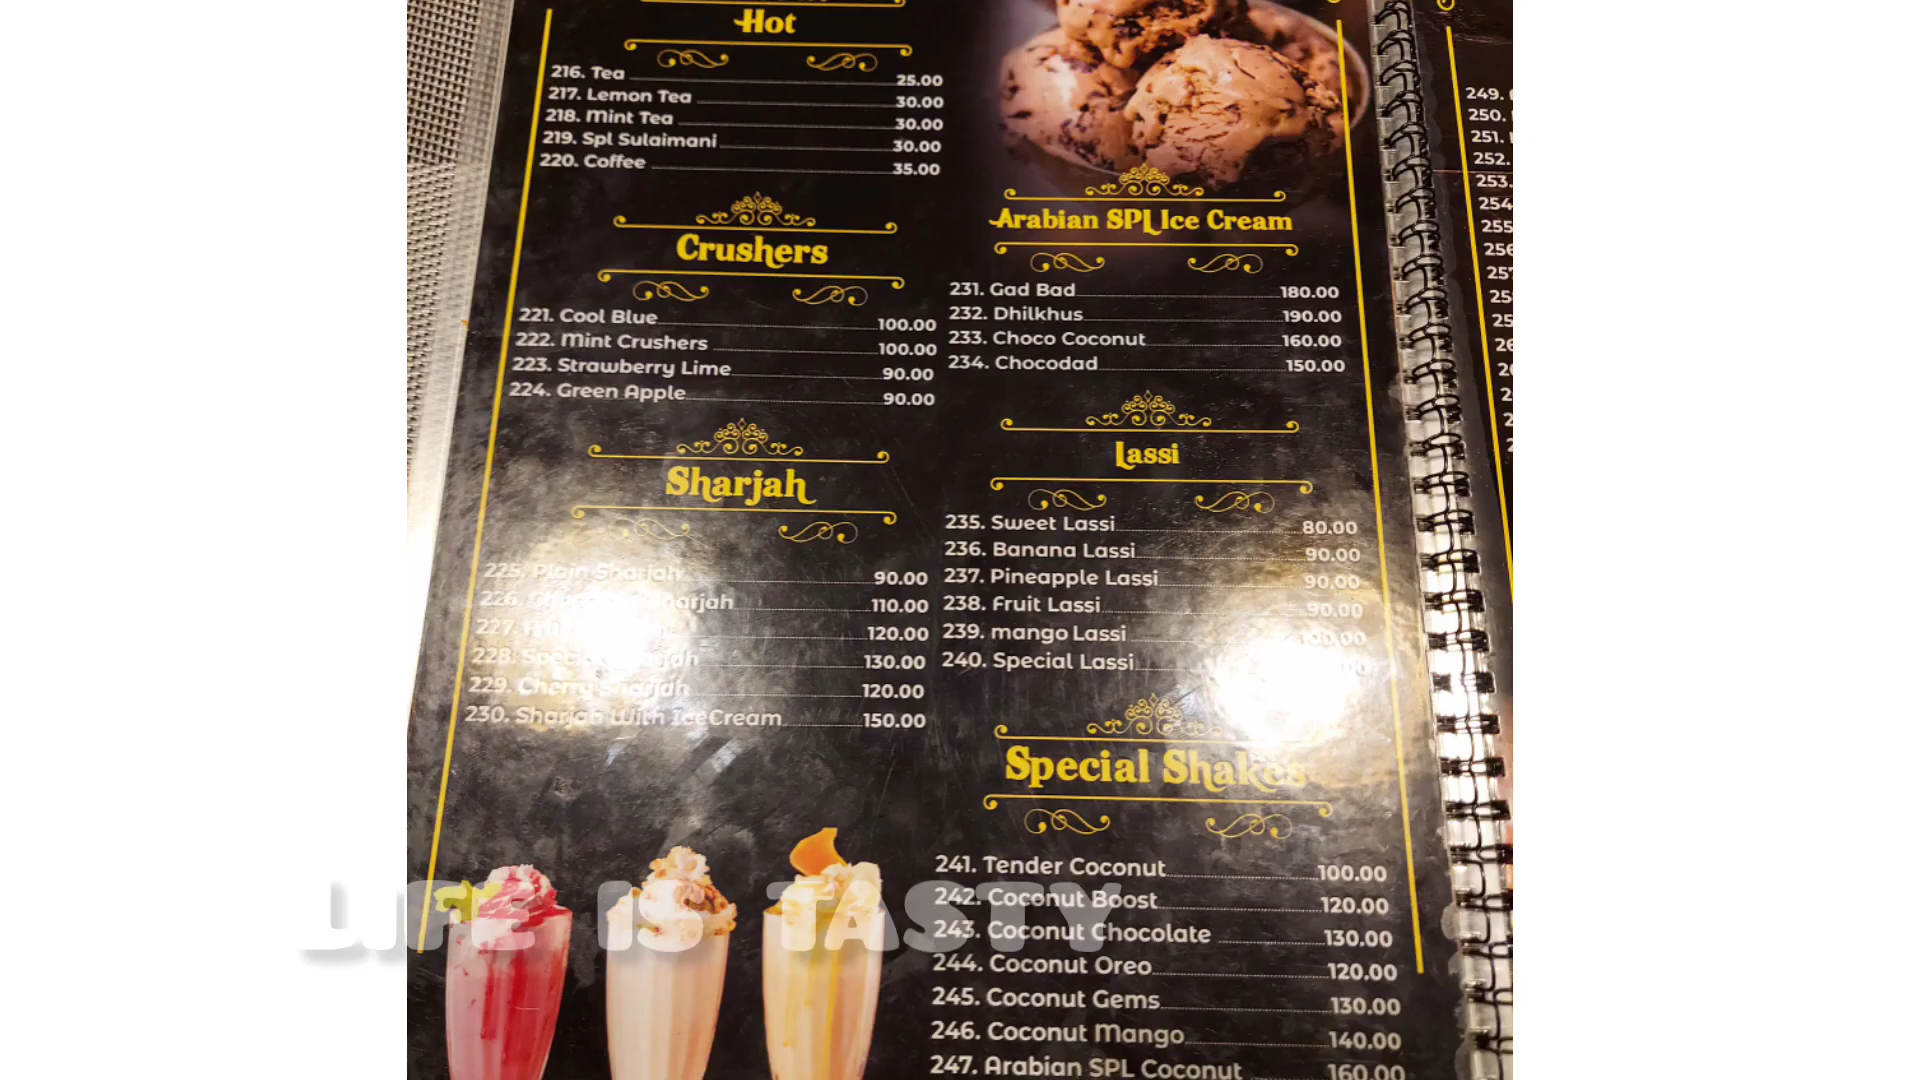 Hot
216. Tea 25.00
217. Lemon Tea 30.00
218. Mint Tea 30.00
219. Spl Sulaimani 30.00
220. Coffee 35.00
Crushers
221. Cool Blue 100.00
222. Mint Crushers 100.00
223. Strawberry Lime 90.00
224. Green Apple 90.00
Sharjah
225. Plain Sharjah 90.00
226. Sharjah 110.00
227. 120.00
228. 130.00
229. Cherry Sharjah 120.00
230. Sharjah With IceCream 150.00
Arabian SPL Ice Cream
231. Gad Bad 180.00
232. Dhilkhus 190.00
233. Choco Coconut 160.00
234. Chocodad 150.00
Lassi
235. Sweet Lassi 80.00
236. Banana Lassi 90.00
237. Pineapple Lassi 90.00
238. Fruit Lassi 90.00
239. mango Lassi
240. Special Lassi
Special Shakes
241. Tender Coconut 100.00
242. Coconut Boost 120.00
243. Coconut Chocolate 130.00
244. Coconut Oreo 120.00
245. Coconut Gems 130.00
246. Coconut Mango 140.00
247. Arabian SPL Coconut 160.00
249.
250.
251.
252.
253.
254
255
256
LIFE IS TASTY